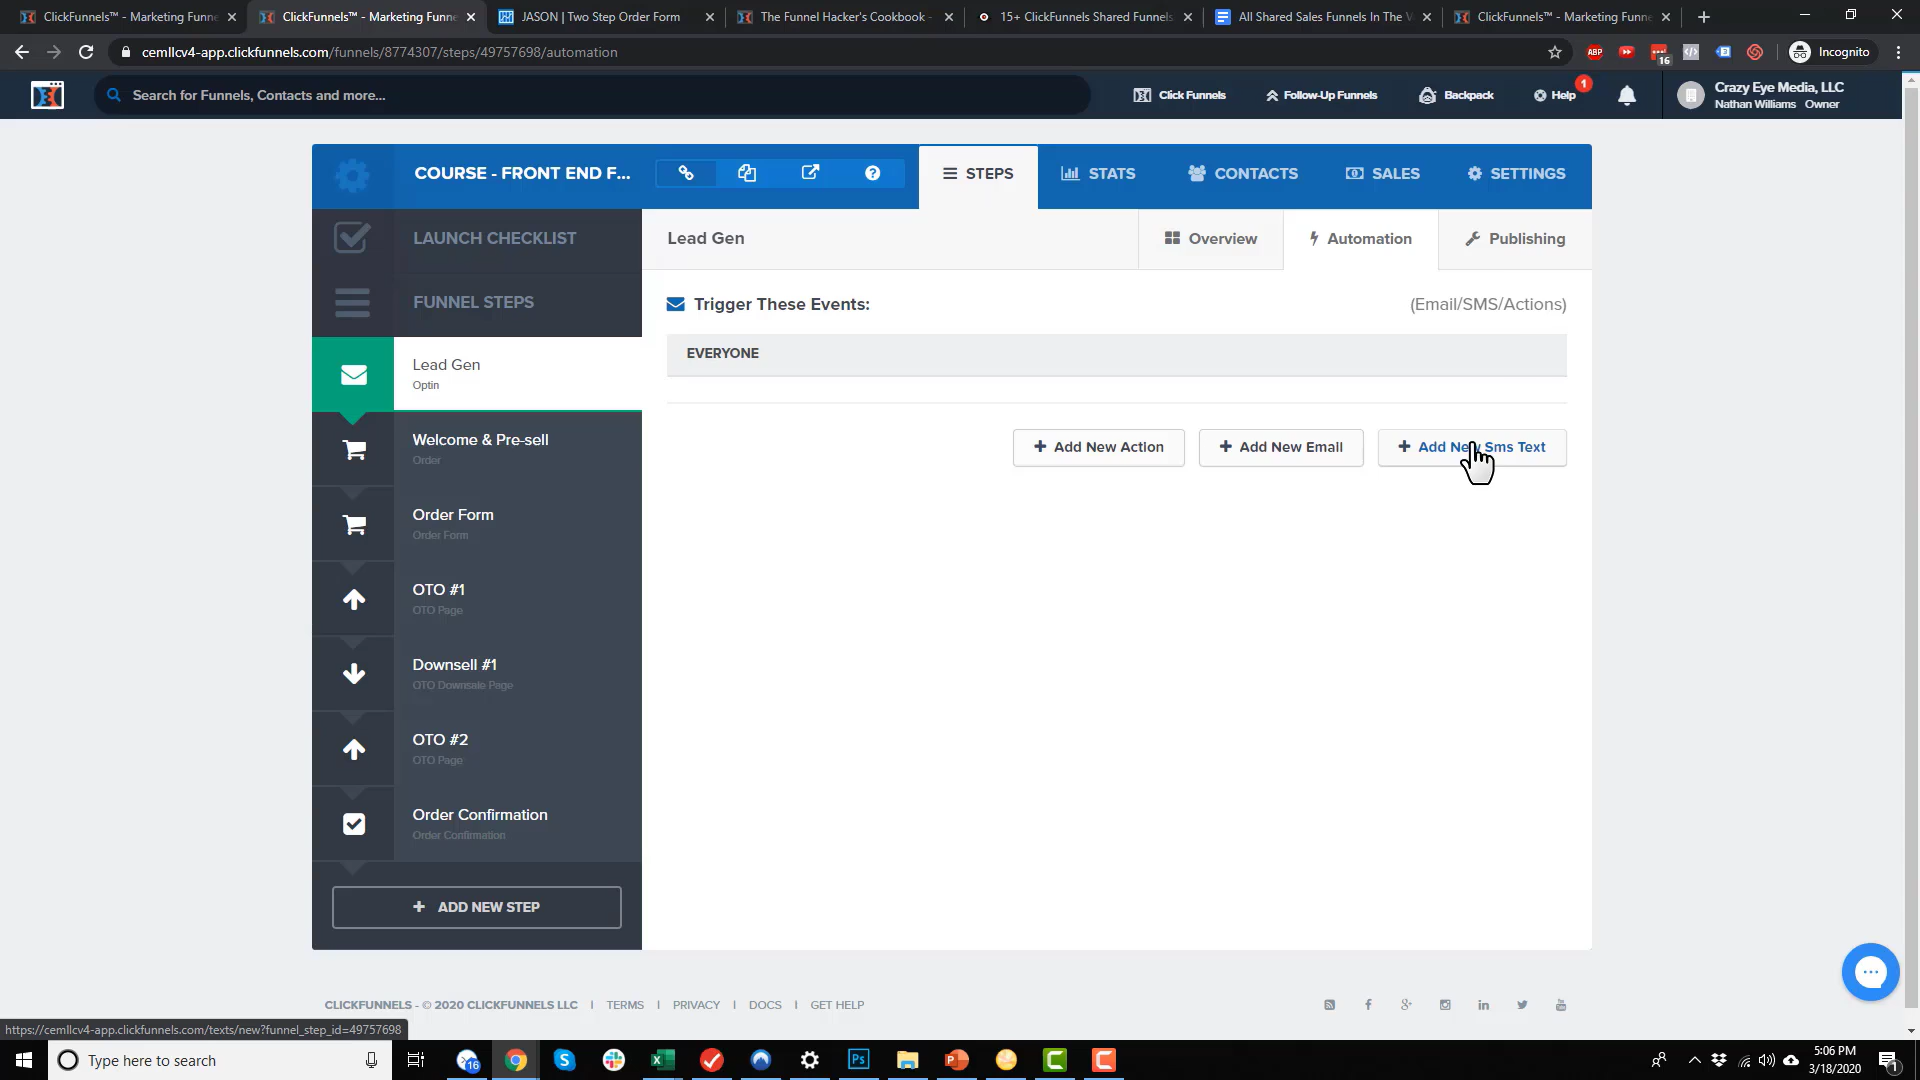 ClickFunnels™ - Marketing Funne
ClickFunnels™ - Marketing Funne
JASON | Two Step Order Form
The Funnel Hacker's Cookbook -
15+ ClickFunnels Shared Funnels
All Shared Sales Funnels In The V
ClickFunnels™ - Marketing Funne
cemllcv4-app.clickfunnels.com/funnels/8774307/steps/49757698/automation
ABP
16
Incognito
Search for Funnels, Contacts and more...
Click Funnels
Follow-Up Funnels
Backpack
Help
1
Crazy Eye Media, LLC
Nathan Williams Owner
COURSE - FRONT END F...
STEPS
STATS
CONTACTS
SALES
SETTINGS
LAUNCH CHECKLIST
Lead Gen
Overview
Automation
Publishing
FUNNEL STEPS
Trigger These Events:
(Email/SMS/Actions)
EVERYONE
Lead Gen
Optin
Welcome & Pre-sell
Order
+ Add New Action
+ Add New Email
+ Add New Sms Text
Order Form
Order Form
OTO #1
OTO Page
Downsell #1
OTO Downsale Page
OTO #2
OTO Page
Order Confirmation
Order Confirmation
+ ADD NEW STEP
CLICKFUNNELS - © 2020 CLICKFUNNELS LLC | TERMS | PRIVACY | DOCS | GET HELP
https://cemllcv4-app.clickfunnels.com/texts/new?funnel_step_id=49757698
Type here to search
16
Ps
5:06 PM
3/18/2020
1